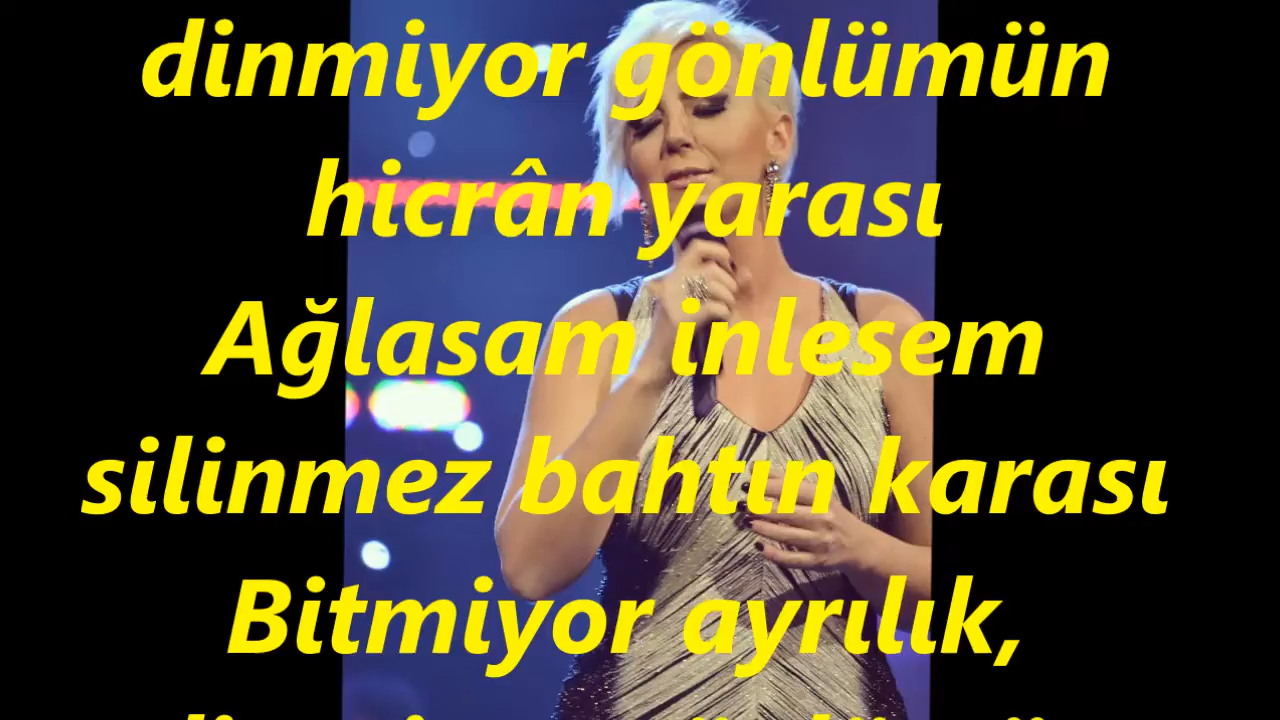 dinmiyor gönlümün
hicrân yarası
Ağlasam inlesem
silinmez bahtın karası
Bitmiyor ayrılık,